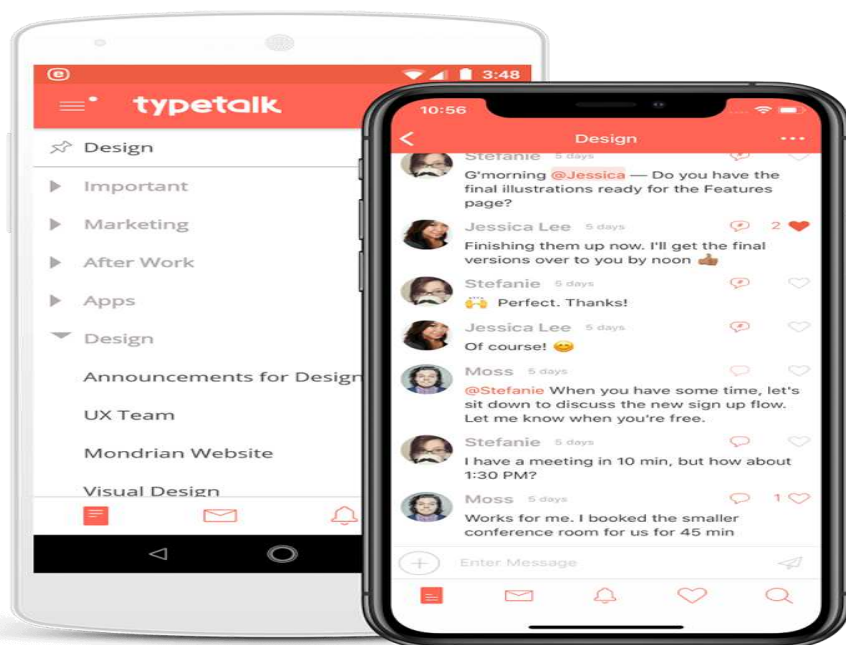 3:48
typetalk
Design
Important
Marketing
After Work
Apps
Design
Announcements for Design
UX Team
Mondrian Website
Visual Design
10:56
Design
Stefanie 5 days
G'morning @Jessica — Do you have the
final illustrations ready for the Features
page?
Jessica Lee 5 days
2
Finishing them up now. I'll get the final
versions over to you by noon 👍🏽
Stefanie 5 days
🙌 Perfect. Thanks!
Jessica Lee 5 days
Of course! 😊
Moss 5 days
@Stefanie When you have some time, let's
sit down to discuss the new sign up flow.
Let me know when you're free.
Stefanie 5 days
I have a meeting in 10 min, but how about
1:30 PM?
Moss 5 days
1
Works for me. I booked the smaller
conference room for us for 45 min
Enter Message